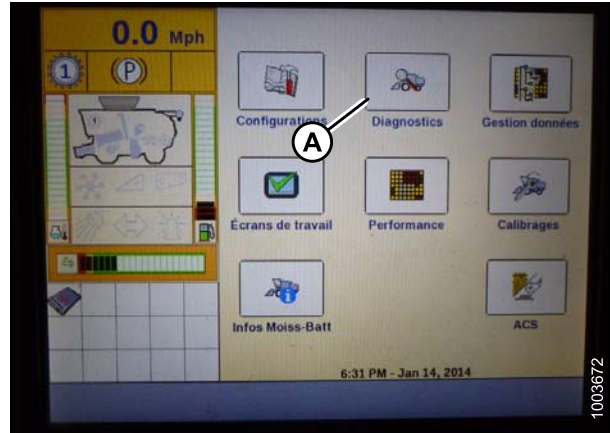 0.0 Mph
1
P
Configurations
Diagnostics
Gestion données
A
Écrans de travail
Performance
Calibrages
Infos Moiss-Batt
ACS
6:31 PM - Jan 14, 2014
1003672